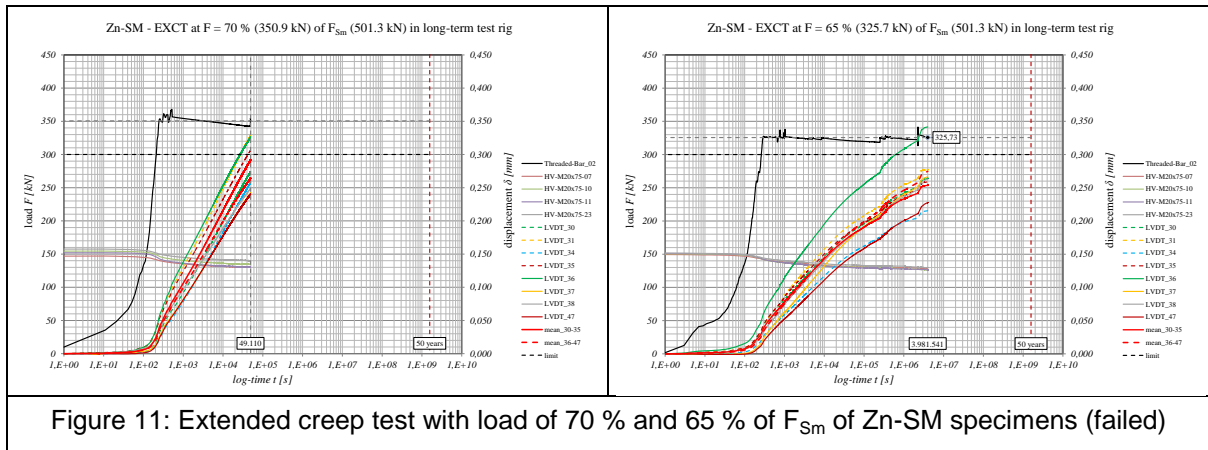 Zn-SM - EXCT at F = 70 % (350.9 kN) of FSm (501.3 kN) in long-term test rig
450
400
350
300
250
200
150
100
50
0
load F [kN]
0,450
0,400
0,350
0,300
0,250
0,200
0,150
0,100
0,050
0,000
displacement δ [mm]
49.110
50 years
1,E+00 1,E+01 1,E+02 1,E+03 1,E+04 1,E+05 1,E+06 1,E+07 1,E+08 1,E+09 1,E+10
log-time t [s]
Threaded-Bar_02
HV-M20x75-07
HV-M20x75-10
HV-M20x75-11
HV-M20x75-23
LVDT_30
LVDT_31
LVDT_34
LVDT_35
LVDT_36
LVDT_37
LVDT_38
LVDT_47
mean_30-35
mean_36-47
limit
Zn-SM - EXCT at F = 65 % (325.7 kN) of FSm (501.3 kN) in long-term test rig
450
400
350
300
250
200
150
100
50
0
load F [kN]
0,450
0,400
0,350
0,300
0,250
0,200
0,150
0,100
0,050
0,000
displacement δ [mm]
325,73
3.981.541
50 years
1,E+00 1,E+01 1,E+02 1,E+03 1,E+04 1,E+05 1,E+06 1,E+07 1,E+08 1,E+09 1,E+10
log-time t [s]
Threaded-Bar_02
HV-M20x75-07
HV-M20x75-10
HV-M20x75-11
HV-M20x75-23
LVDT_30
LVDT_31
LVDT_34
LVDT_35
LVDT_36
LVDT_37
LVDT_38
LVDT_47
mean_30-35
mean_36-47
limit
Figure 11: Extended creep test with load of 70 % and 65 % of FSm of Zn-SM specimens (failed)